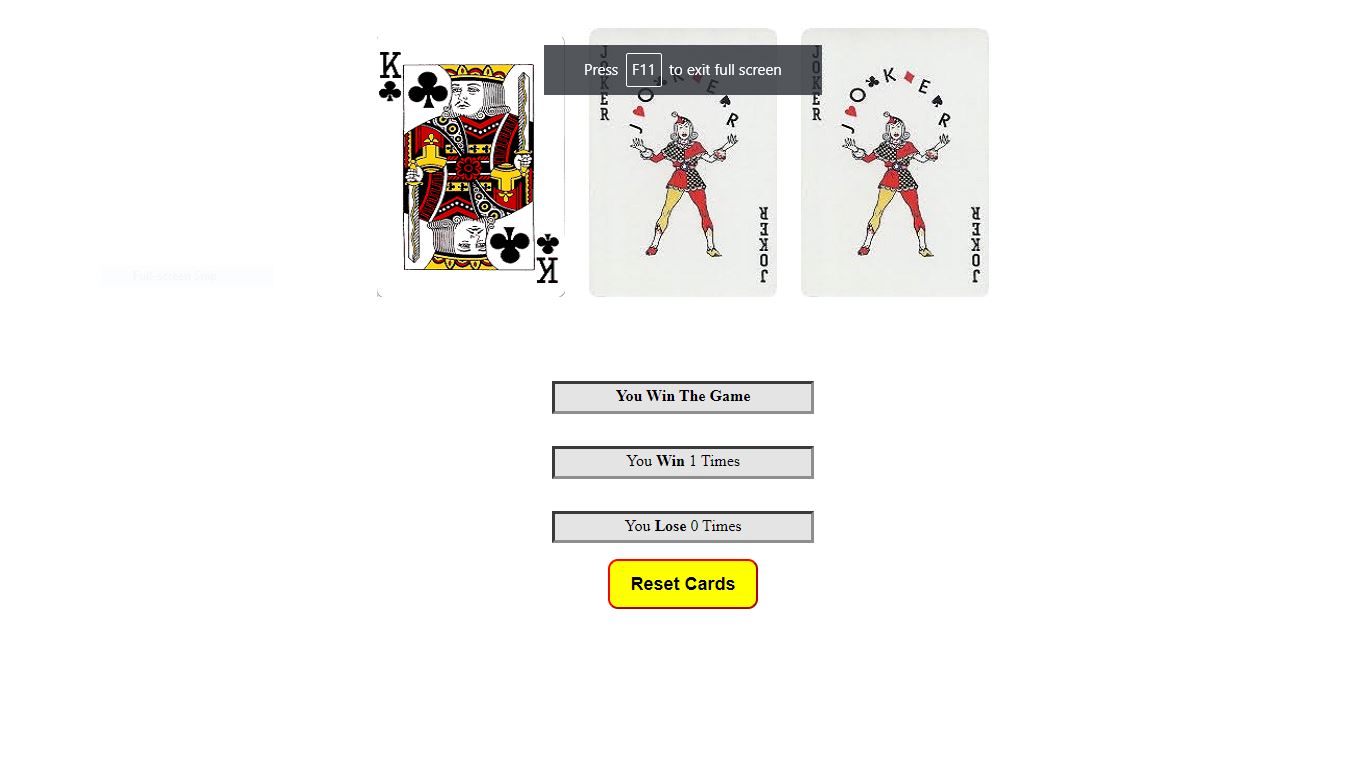 K
JOKER
JOKER
JOKER
Press F11 to exit full screen
JOKER
JOKER
JOKER
K
Full-screen Snip
You Win The Game
You Win 1 Times
You Lose 0 Times
Reset Cards